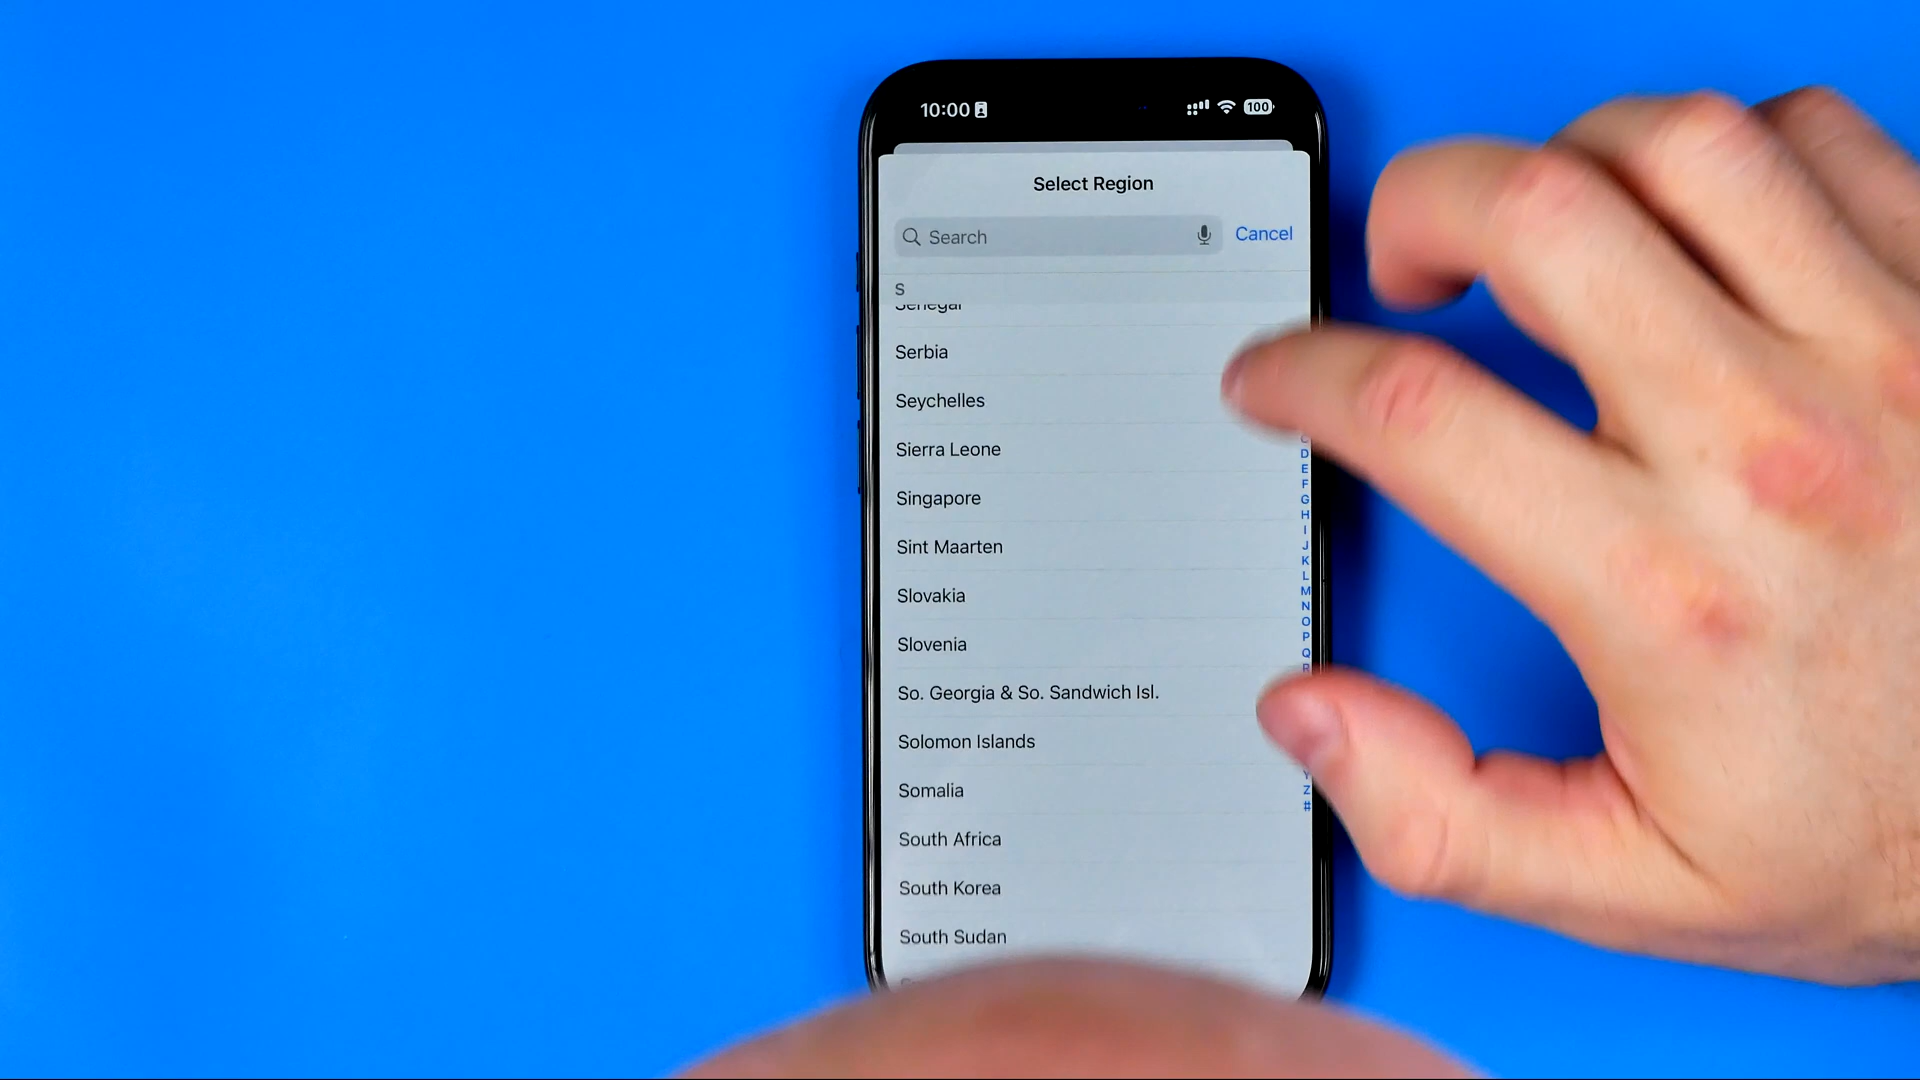 10:00
100
Select Region
Search
Cancel
S
Senegal
Serbia
Seychelles
Sierra Leone
Singapore
Sint Maarten
Slovakia
Slovenia
So. Georgia & So. Sandwich Isl.
Solomon Islands
Somalia
South Africa
South Korea
South Sudan
C
D
E
F
G
H
I
J
K
L
M
N
O
P
Q
R
Y
Z
#